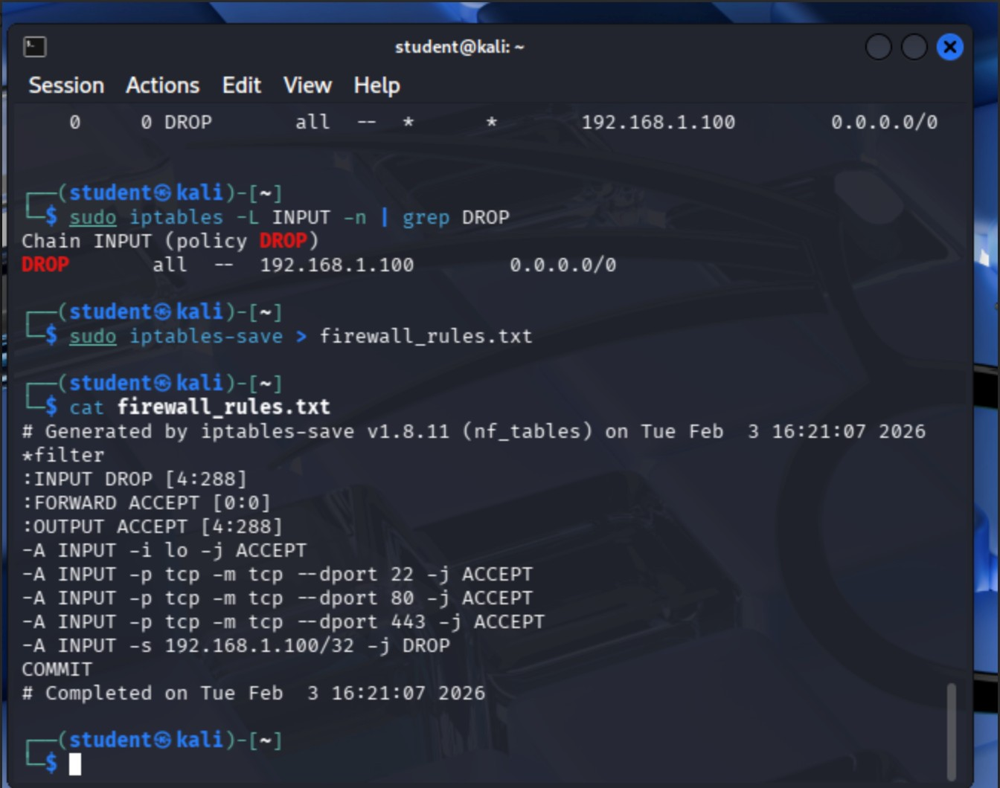 student@kali: ~
Session Actions Edit View Help
0 0 DROP all -- * * 192.168.1.100 0.0.0.0/0
┌──(student㉿kali)-[~]
└─$ sudo iptables -L INPUT -n | grep DROP
Chain INPUT (policy DROP)
DROP all -- 192.168.1.100 0.0.0.0/0
┌──(student㉿kali)-[~]
└─$ sudo iptables-save > firewall_rules.txt
┌──(student㉿kali)-[~]
└─$ cat firewall_rules.txt
# Generated by iptables-save v1.8.11 (nf_tables) on Tue Feb  3 16:21:07 2026
*filter
:INPUT DROP [4:288]
:FORWARD ACCEPT [0:0]
:OUTPUT ACCEPT [4:288]
-A INPUT -i lo -j ACCEPT
-A INPUT -p tcp -m tcp --dport 22 -j ACCEPT
-A INPUT -p tcp -m tcp --dport 80 -j ACCEPT
-A INPUT -p tcp -m tcp --dport 443 -j ACCEPT
-A INPUT -s 192.168.1.100/32 -j DROP
COMMIT
# Completed on Tue Feb  3 16:21:07 2026
┌──(student㉿kali)-[~]
└─$